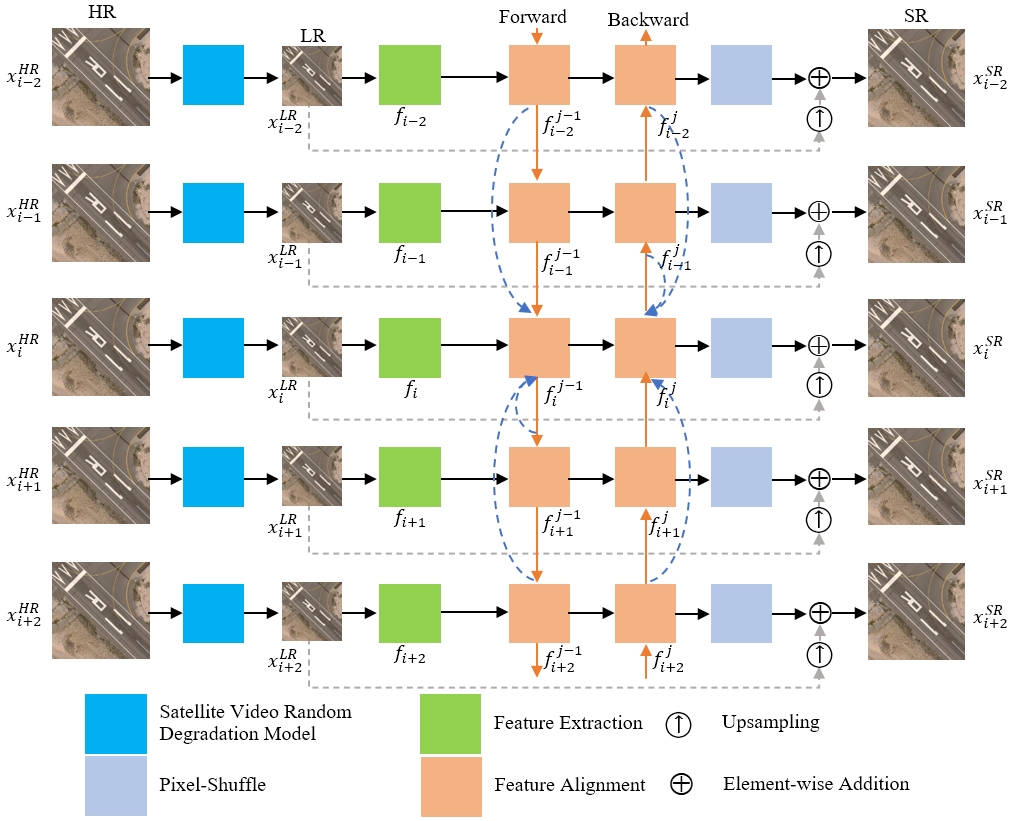 HR
LR
Forward
Backward
SR
x_{i-2}^{HR}
x_{i-2}^{LR}
f_{i-2}
f_{i-2}^{j-1}
f_{i-2}^{j}
x_{i-2}^{SR}
x_{i-1}^{HR}
x_{i-1}^{LR}
f_{i-1}
f_{i-1}^{j-1}
f_{i-1}^{j}
x_{i-1}^{SR}
x_{i}^{HR}
x_{i}^{LR}
f_{i}
f_{i}^{j-1}
f_{i}^{j}
x_{i}^{SR}
x_{i+1}^{HR}
x_{i+1}^{LR}
f_{i+1}
f_{i+1}^{j-1}
f_{i+1}^{j}
x_{i+1}^{SR}
x_{i+2}^{HR}
x_{i+2}^{LR}
f_{i+2}
f_{i+2}^{j-1}
f_{i+2}^{j}
x_{i+2}^{SR}
Satellite Video Random
Degradation Model
Feature Extraction
Upsampling
Pixel-Shuffle
Feature Alignment
Element-wise Addition